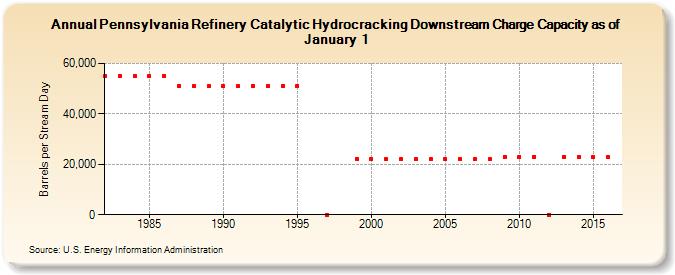 Annual Pennsylvania Refinery Catalytic Hydrocracking Downstream Charge Capacity as of
January 1
Barrels per Stream Day
60,000
40,000
20,000
0
1985 1990 1995 2000 2005 2010 2015
Source: U.S. Energy Information Administration